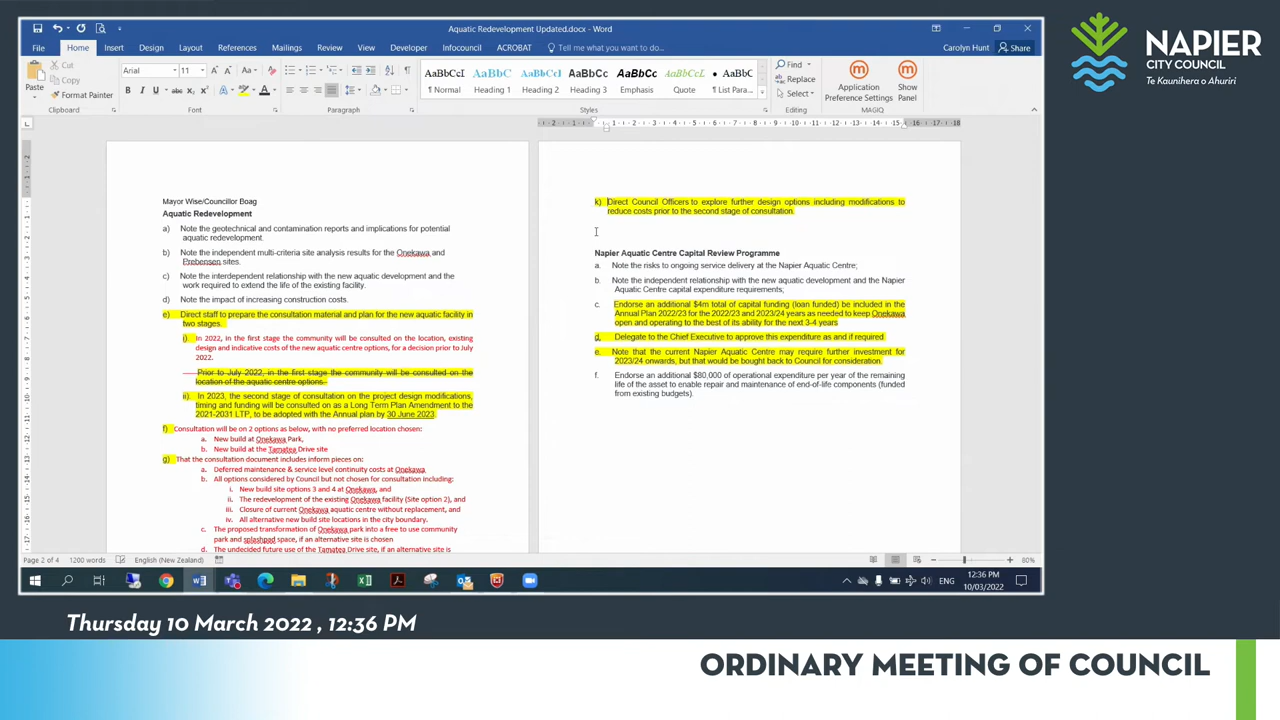 Aquatic Redevelopment Updated.docx - Word
File Home Insert Design Layout References Mailings Review View Developer Infocouncil ACROBAT Tell me what you want to do... Carolyn Hunt Share
Paste
Cut
Copy
Format Painter
Clipboard
Arial 11
Font
Paragraph
AaBbCcI AaBbC AaBbCcI AaBbCc AaBbCc AaBbCcL • AaBbC
¶ Normal Heading 1 Heading 2 Heading 3 Emphasis Quote ¶ List Para...
Styles
Find
Replace
Select
Editing
Application Preference Settings
Show Panel
MAGIQ
NAPIER
CITY COUNCIL
Te Kaunihera o Ahuriri
Mayor Wise/Councillor Boag
Aquatic Redevelopment
a) Note the geotechnical and contamination reports and implications for potential
aquatic redevelopment.
b) Note the independent multi-criteria site analysis results for the Onekawa and
Prebensen sites.
c) Note the interdependent relationship with the new aquatic development and the
work required to extend the life of the existing facility.
d) Note the impact of increasing construction costs.
e) Direct staff to prepare the consultation material and plan for the new aquatic facility in
two stages.
i). In 2022, in the first stage the community will be consulted on the location, existing
design and indicative costs of the new aquatic centre options, for a decision prior to July
2022.
Prior to July 2022, in the first stage the community will be consulted on the
location of the aquatic centre options.
ii). In 2023, the second stage of consultation on the project design modifications,
timing and funding will be consulted on as a Long Term Plan Amendment to the
2021-2031 LTP, to be adopted with the Annual plan by 30 June 2023.
f) Consultation will be on 2 options as below, with no preferred location chosen:
a. New build at Onekawa Park,
b. New build at the Tamatea Drive site
g) That the consultation document includes inform pieces on:
a. Deferred maintenance & service level continuity costs at Onekawa
b. All options considered by Council but not chosen for consultation including:
i. New build site options 3 and 4 at Onekawa, and
ii. The redevelopment of the existing Onekawa facility (Site option 2), and
iii. Closure of current Onekawa aquatic centre without replacement, and
iv. All alternative new build site locations in the city boundary.
c. The proposed transformation of Onekawa park into a free to use community
park and splashpad space, if an alternative site is chosen
d. The undecided future use of the Tamatea Drive site, if an alternative site is
k) Direct Council Officers to explore further design options including modifications to
reduce costs prior to the second stage of consultation.
Napier Aquatic Centre Capital Review Programme
a. Note the risks to ongoing service delivery at the Napier Aquatic Centre;
b. Note the independent relationship with the new aquatic development and the Napier
Aquatic Centre capital expenditure requirements;
c. Endorse an additional $4m total of capital funding (loan funded) be included in the
Annual Plan 2022/23 for the 2022/23 and 2023/24 years as needed to keep Onekawa
open and operating to the best of its ability for the next 3-4 years
d. Delegate to the Chief Executive to approve this expenditure as and if required.
e. Note that the current Napier Aquatic Centre may require further investment for
2023/24 onwards, but that would be bought back to Council for consideration.
f. Endorse an additional $80,000 of operational expenditure per year of the remaining
life of the asset to enable repair and maintenance of end-of-life components (funded
from existing budgets).
Page 2 of 4 1200 words English (New Zealand) 80%
ENG 12:36 PM
10/03/2022
Thursday 10 March 2022 , 12:36 PM
ORDINARY MEETING OF COUNCIL